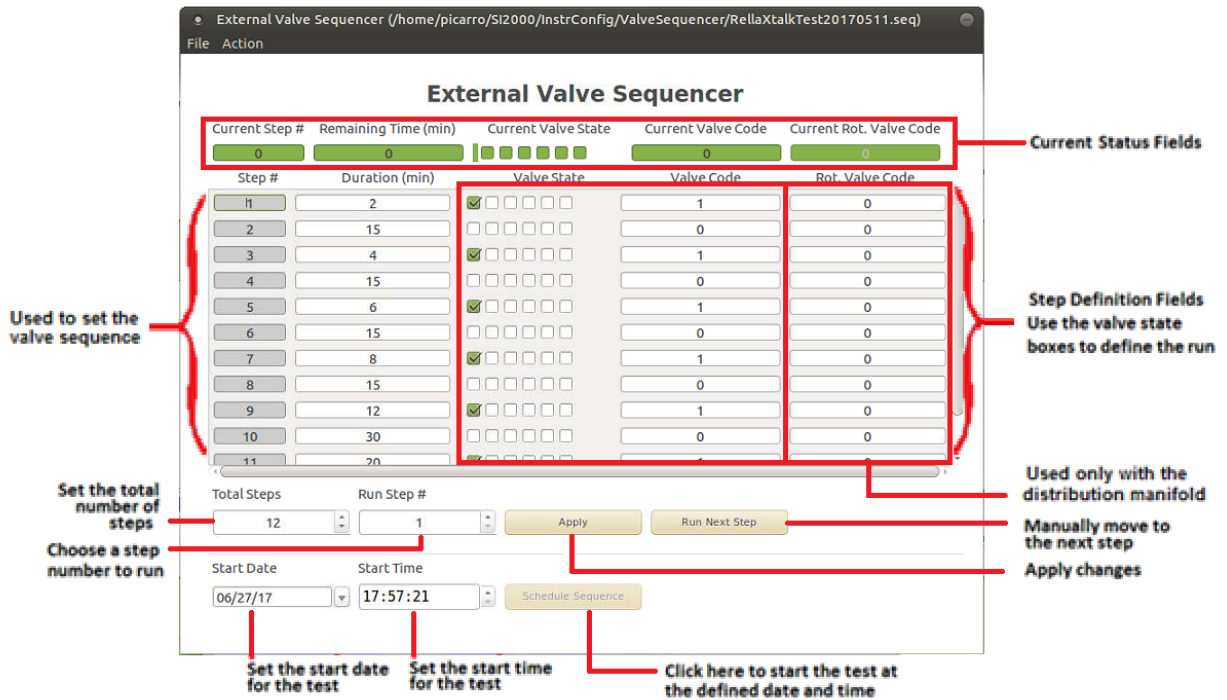 External Valve Sequencer (/home/picarro/SI2000/InstrConfig/ValveSequencer/RellaXtalkTest20170511.seq)
File Action
External Valve Sequencer
Current Step # Remaining Time (min) Current Valve State Current Valve Code Current Rot. Valve Code
0 0 0 0
Current Status Fields
Step # Duration (min) Valve State Valve Code Rot. Valve Code
1 2 1 0
2 15 0 0
3 4 1 0
4 15 0 0
5 6 1 0
6 15 0 0
7 8 1 0
8 15 0 0
9 12 1 0
10 30 0 0
11 20 1 0
Used to set the
valve sequence
Step Definition Fields
Use the valve state
boxes to define the run
Used only with the
distribution manifold
Set the total
number of
steps
Total Steps Run Step #
12 1 Apply Run Next Step
Manually move to
the next step
Choose a step
number to run
Apply changes
Start Date Start Time
06/27/17 17:57:21 Schedule Sequence
Set the start date
for the test
Set the start time
for the test
Click here to start the test at
the defined date and time